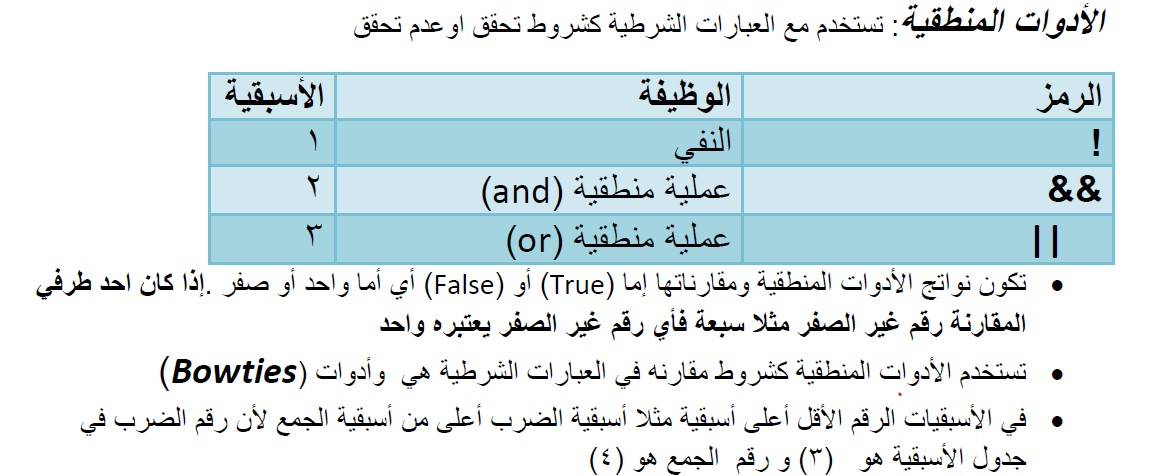 الأدوات المنطقية: تستخدم مع العبارات الشرطية كشروط تحقق اوعدم تحقق
الرمز الوظيفة الأسبقية
! النفي ١
&& عملية منطقية (and) ٢
|| عملية منطقية (or) ٣
• تكون نواتج الأدوات المنطقية ومقارناتها إما (True) أو (False) أي أما واحد أو صفر .إذا كان احد طرفي
المقارنة رقم غير الصفر مثلا سبعة فأي رقم غير الصفر يعتبره واحد
• تستخدم الأدوات المنطقية كشروط مقارنه في العبارات الشرطية هي وأدوات (Bowties)
• في الأسبقيات الرقم الأقل أعلى أسبقية مثلا أسبقية الضرب أعلى من أسبقية الجمع لأن رقم الضرب في
جدول الأسبقية هو (٣) و رقم الجمع هو (٤)